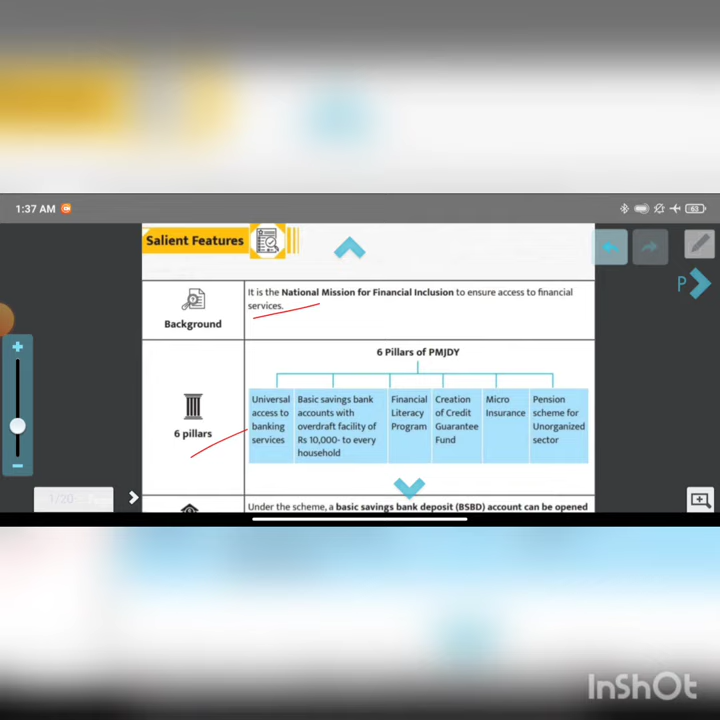 1:37 AM
63
Salient Features
P
It is the National Mission for Financial Inclusion to ensure access to financial
services.
Background
6 Pillars of PMJDY
6 pillars
Universal
access to
banking
services
Basic savings bank
accounts with
overdraft facility of
Rs 10,000- to every
household
Financial
Literacy
Program
Creation
of Credit
Guarantee
Fund
Micro
Insurance
Pension
scheme for
Unorganized
sector
1/20
Under the scheme, a basic savings bank deposit (BSBD) account can be opened
InShOt